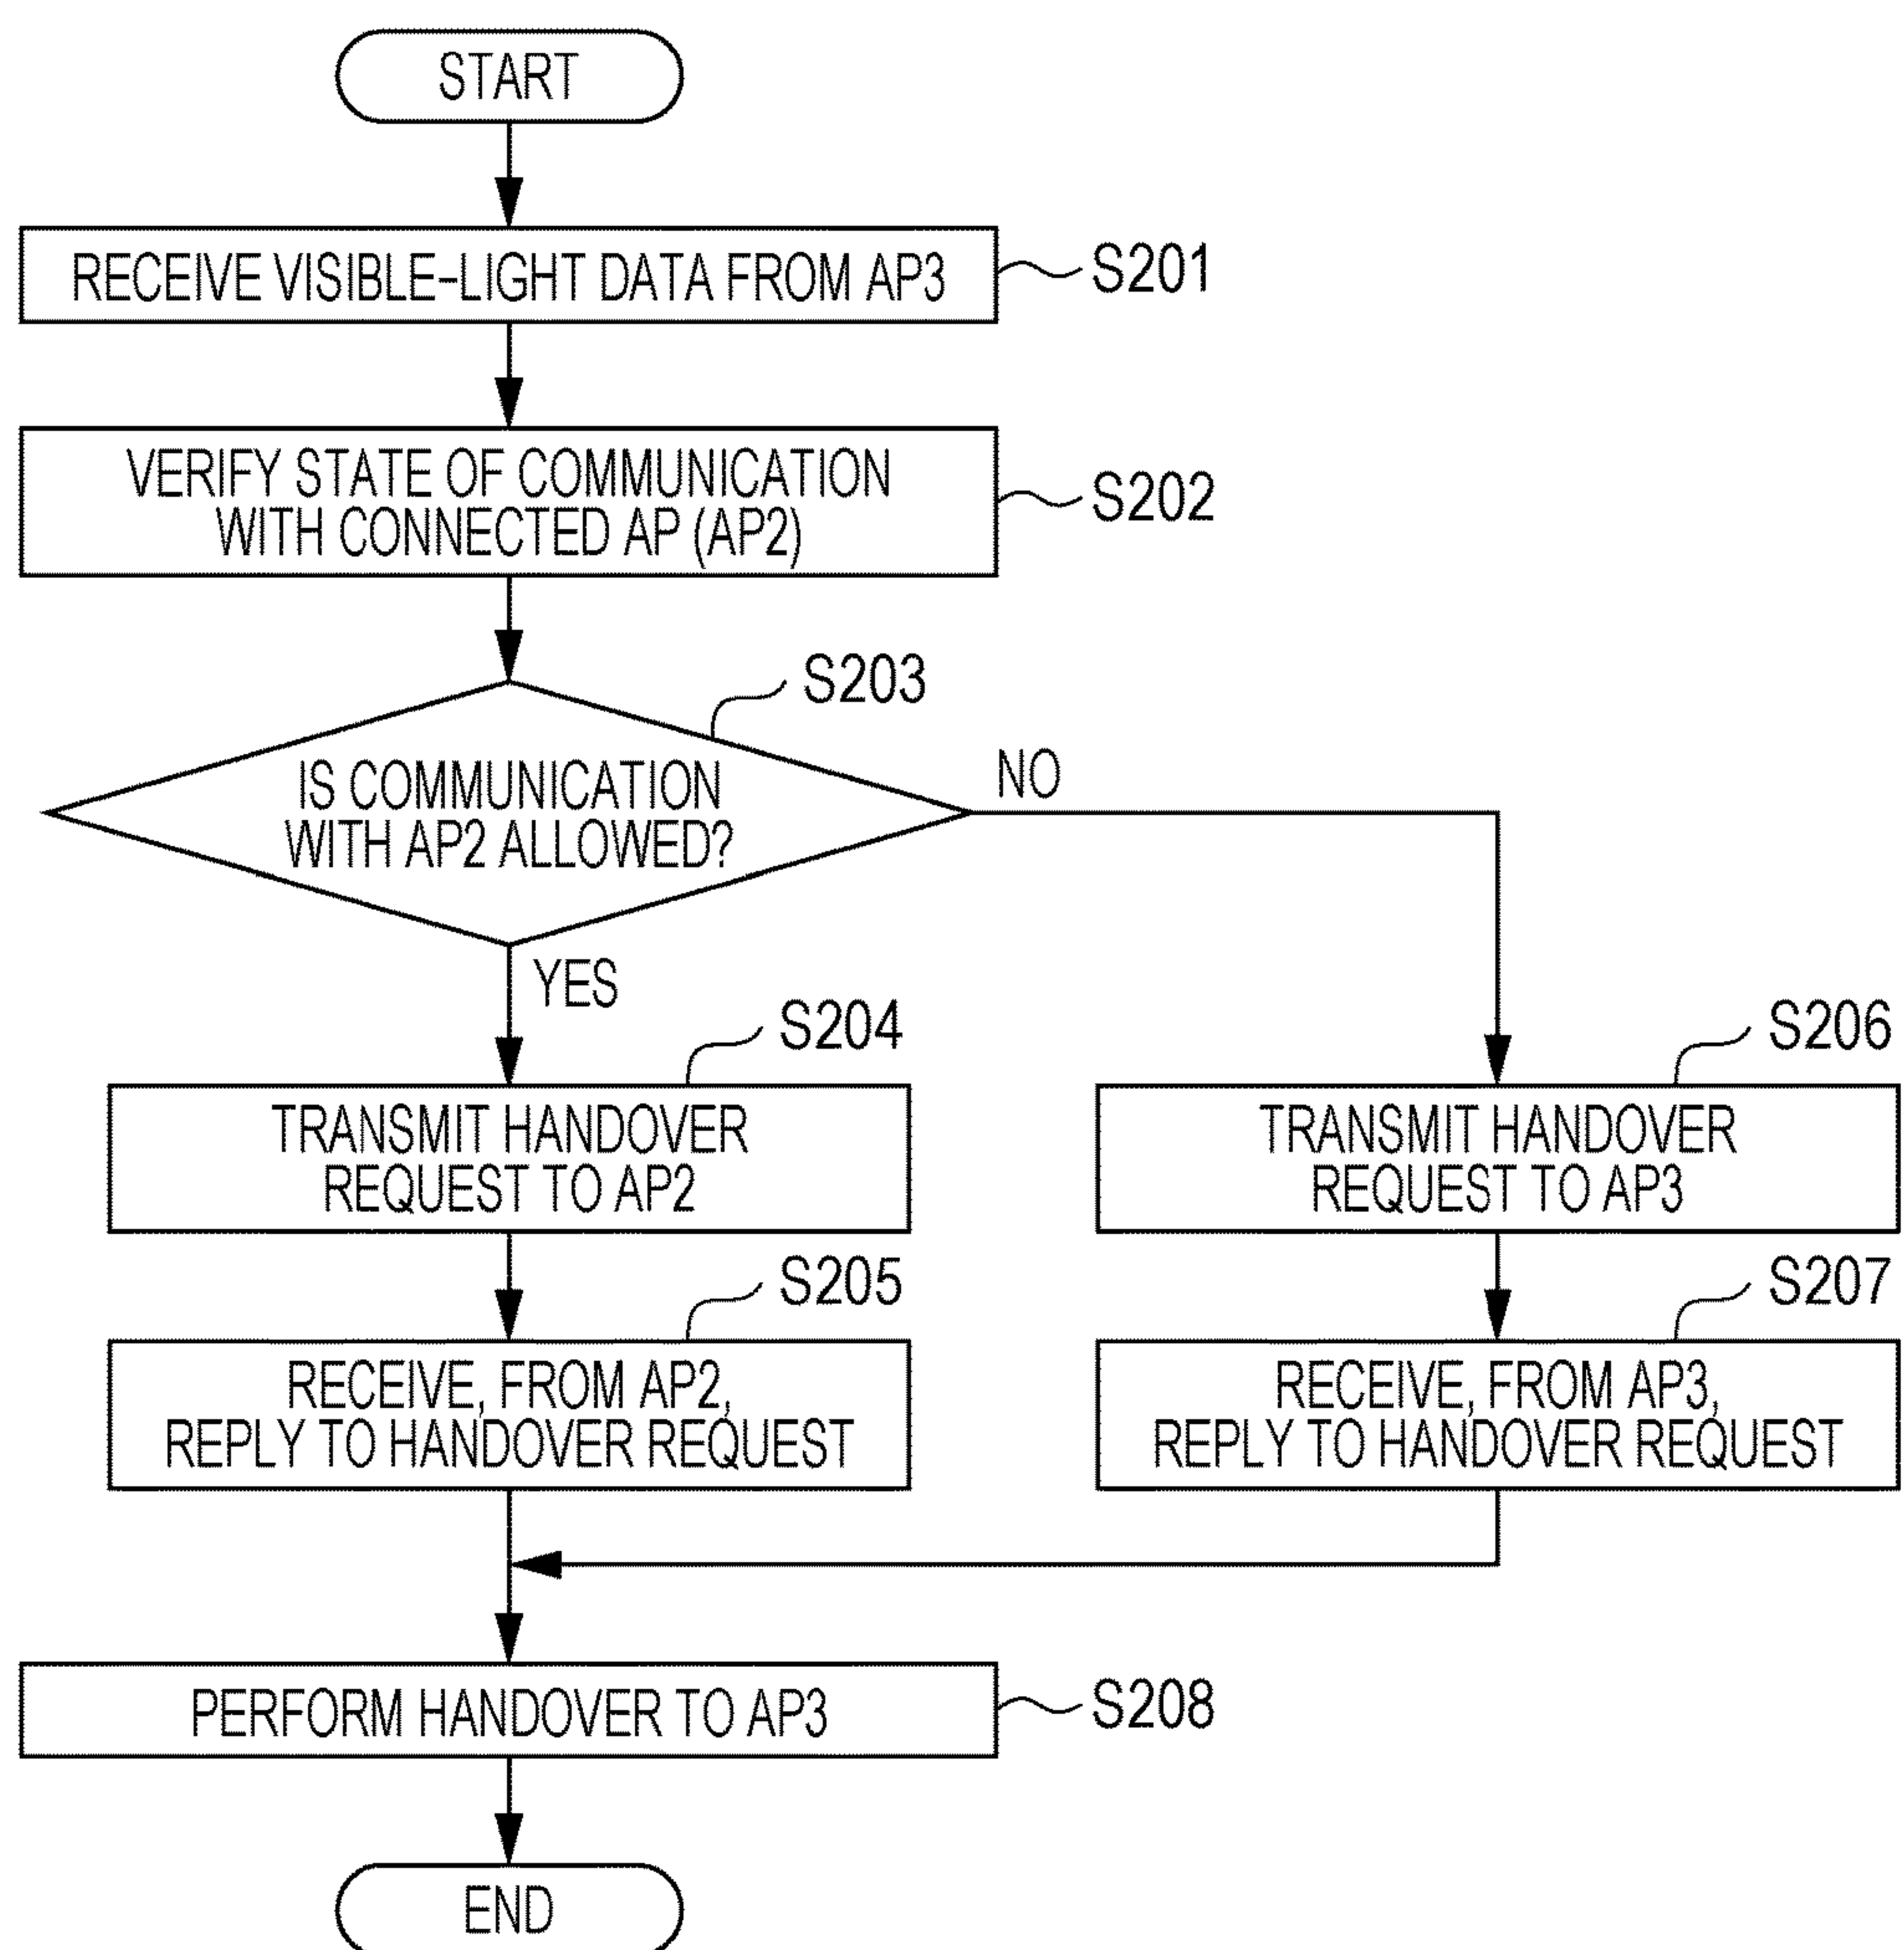 START
RECEIVE VISIBLE-LIGHT DATA FROM AP3
S201
VERIFY STATE OF COMMUNICATION
WITH CONNECTED AP (AP2)
S202
S203
IS COMMUNICATION
WITH AP2 ALLOWED?
NO
YES
S204
TRANSMIT HANDOVER
REQUEST TO AP2
S206
TRANSMIT HANDOVER
REQUEST TO AP3
S205
RECEIVE, FROM AP2,
REPLY TO HANDOVER REQUEST
S207
RECEIVE, FROM AP3,
REPLY TO HANDOVER REQUEST
PERFORM HANDOVER TO AP3
S208
END